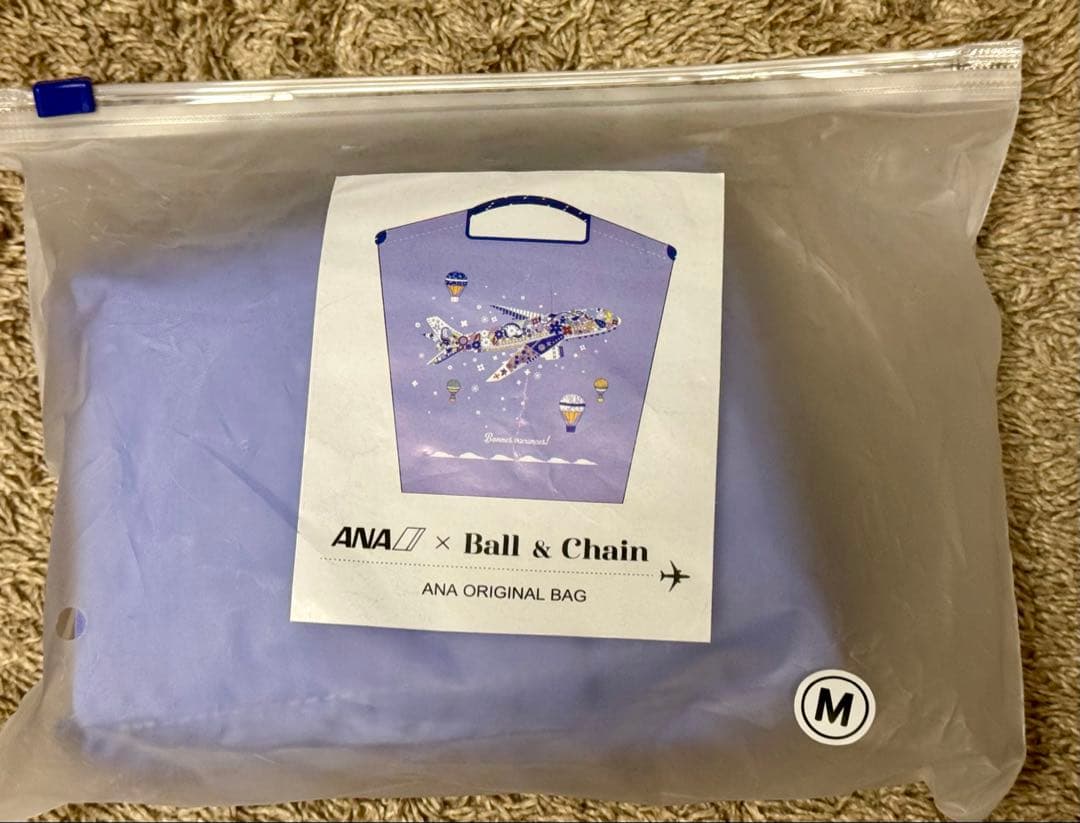 Bonnes vacances!
ANA × Ball & Chain
ANA ORIGINAL BAG
M